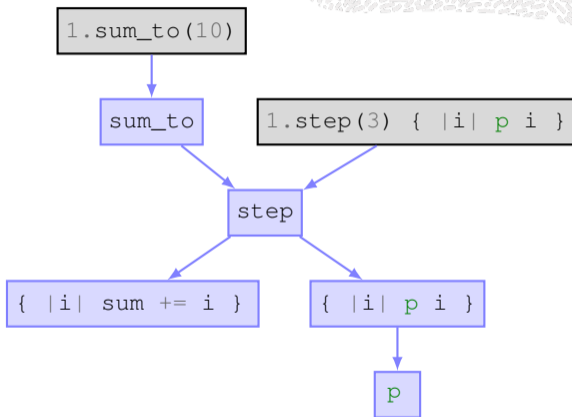 1.sum_to(10)
sum_to
1.step(3) { |i| p i }
step
{ |i| sum += i }
{ |i| p i }
p